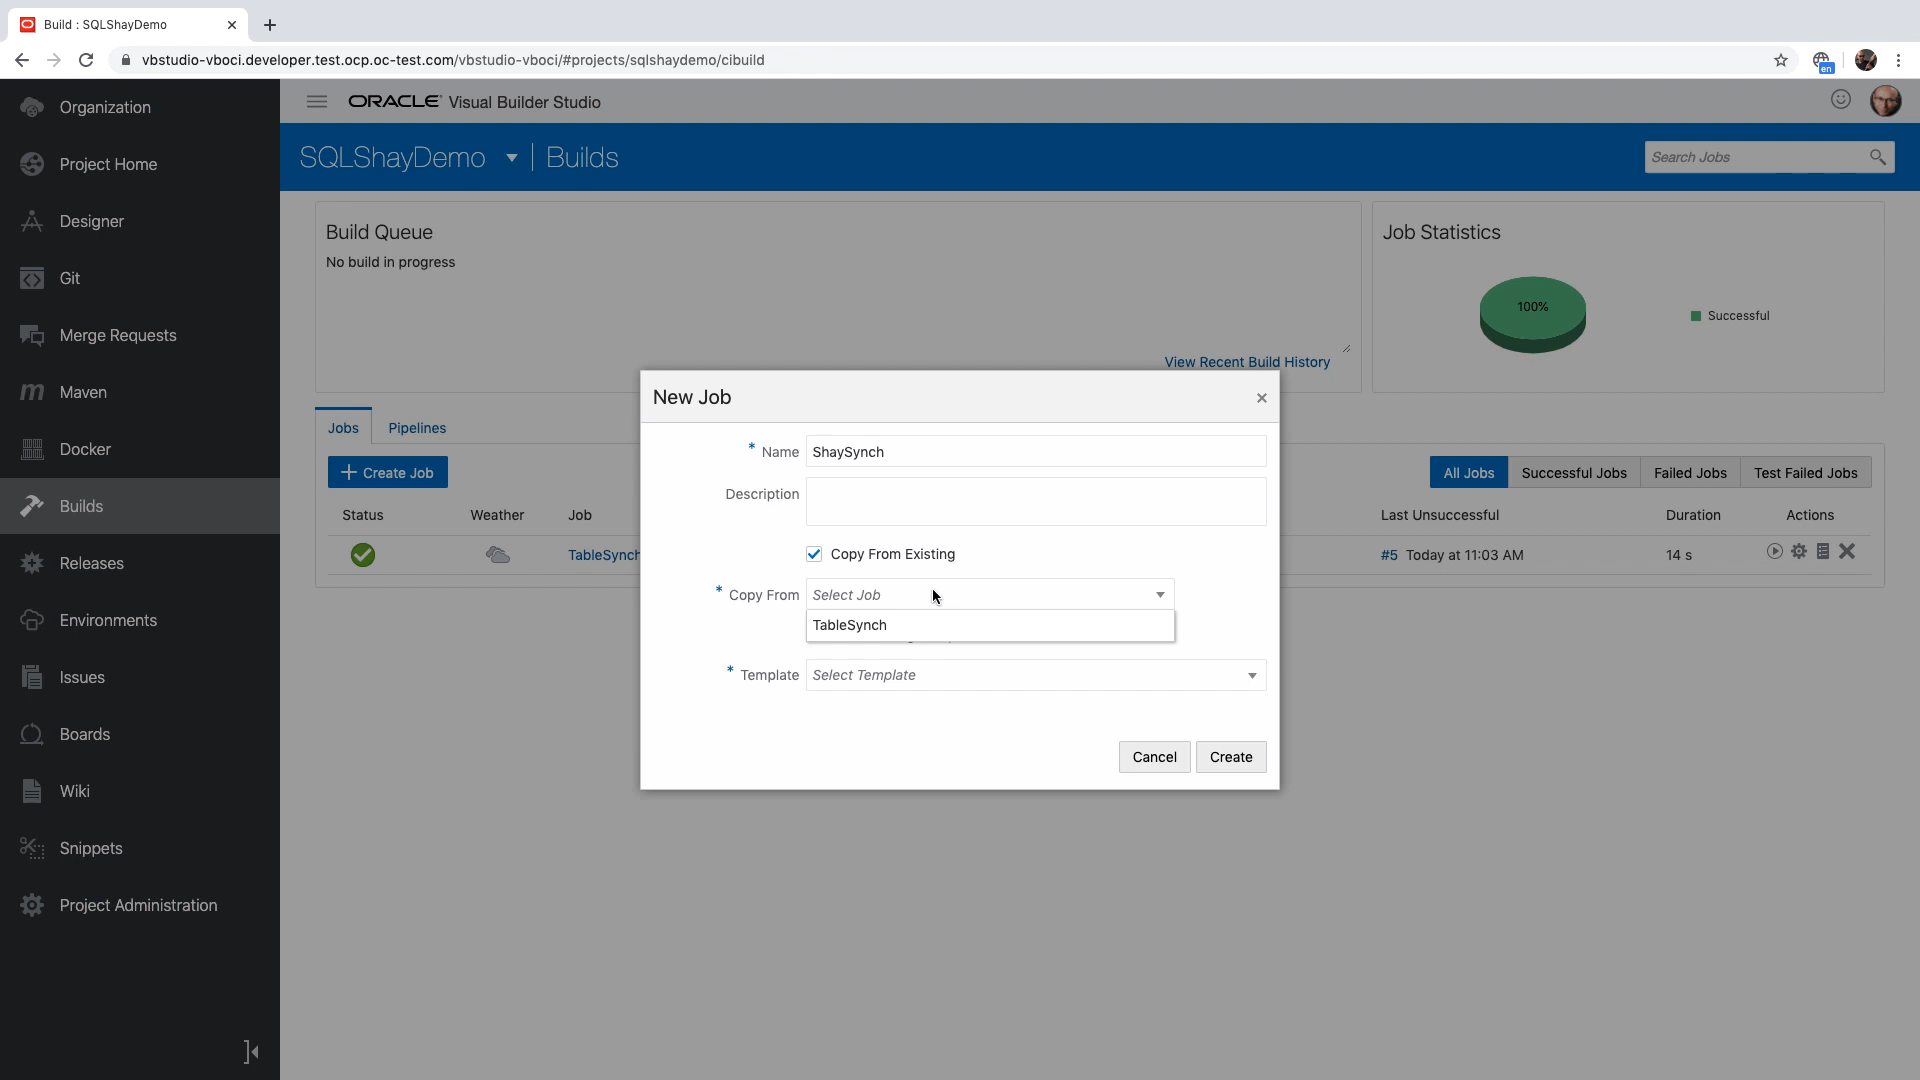 Build : SQLShayDemo
vbstudio-vboci.developer.test.ocp.oc-test.com/vbstudio-vboci/#projects/sqlshaydemo/cibuild
en
Organization
Project Home
Designer
Git
Merge Requests
Maven
Docker
Builds
Releases
Environments
Issues
Boards
Wiki
Snippets
Project Administration
ORACLE Visual Builder Studio
SQLShayDemo Builds
Search Jobs
Build Queue
No build in progress
View Recent Build History
Job Statistics
100%
Successful
Jobs Pipelines
+ Create Job
All Jobs Successful Jobs Failed Jobs Test Failed Jobs
Status Weather Job Last Unsuccessful Duration Actions
TableSynch #5 Today at 11:03 AM 14 s
New Job
* Name ShaySynch
Description
Copy From Existing
* Copy From Select Job
TableSynch
* Template Select Template
Cancel Create